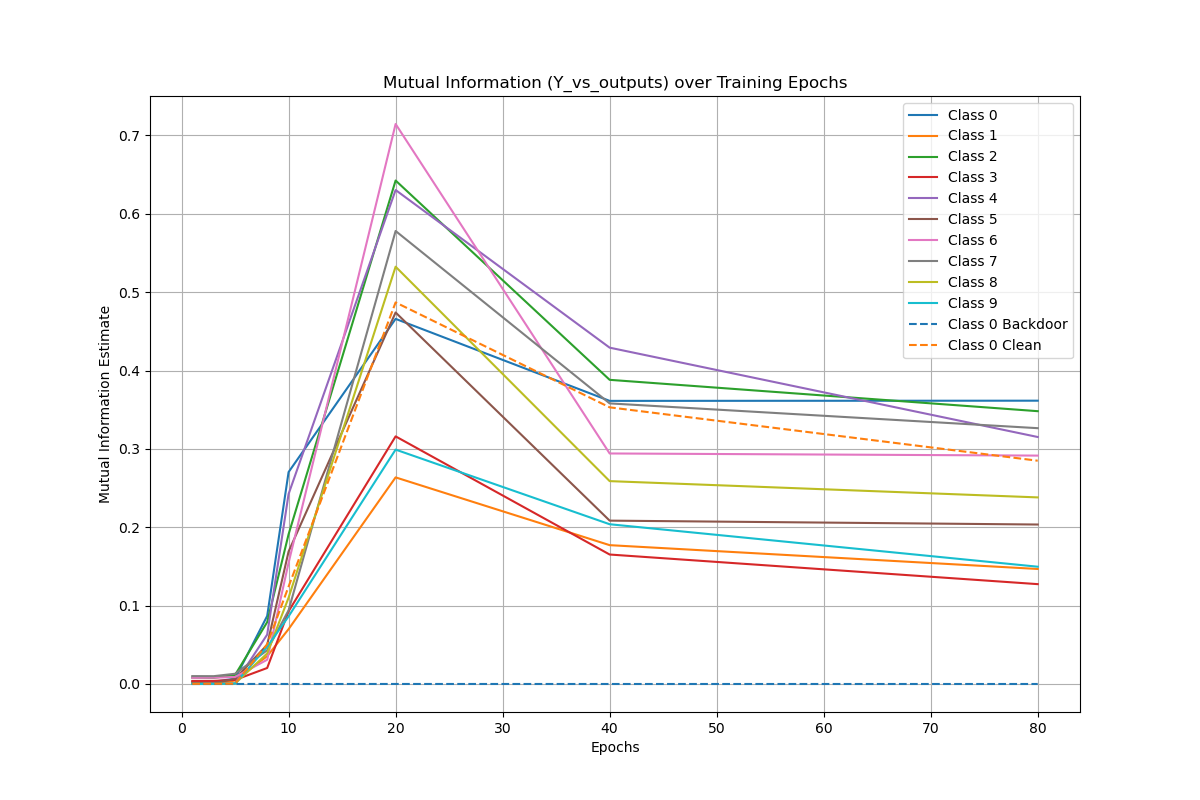 Mutual Information (Y_vs_outputs) over Training Epochs
Mutual Information Estimate
0.7
0.6
0.5
0.4
0.3
0.2
0.1
0.0
0 10 20 30 40 50 60 70 80
Epochs
Class 0
Class 1
Class 2
Class 3
Class 4
Class 5
Class 6
Class 7
Class 8
Class 9
Class 0 Backdoor
Class 0 Clean